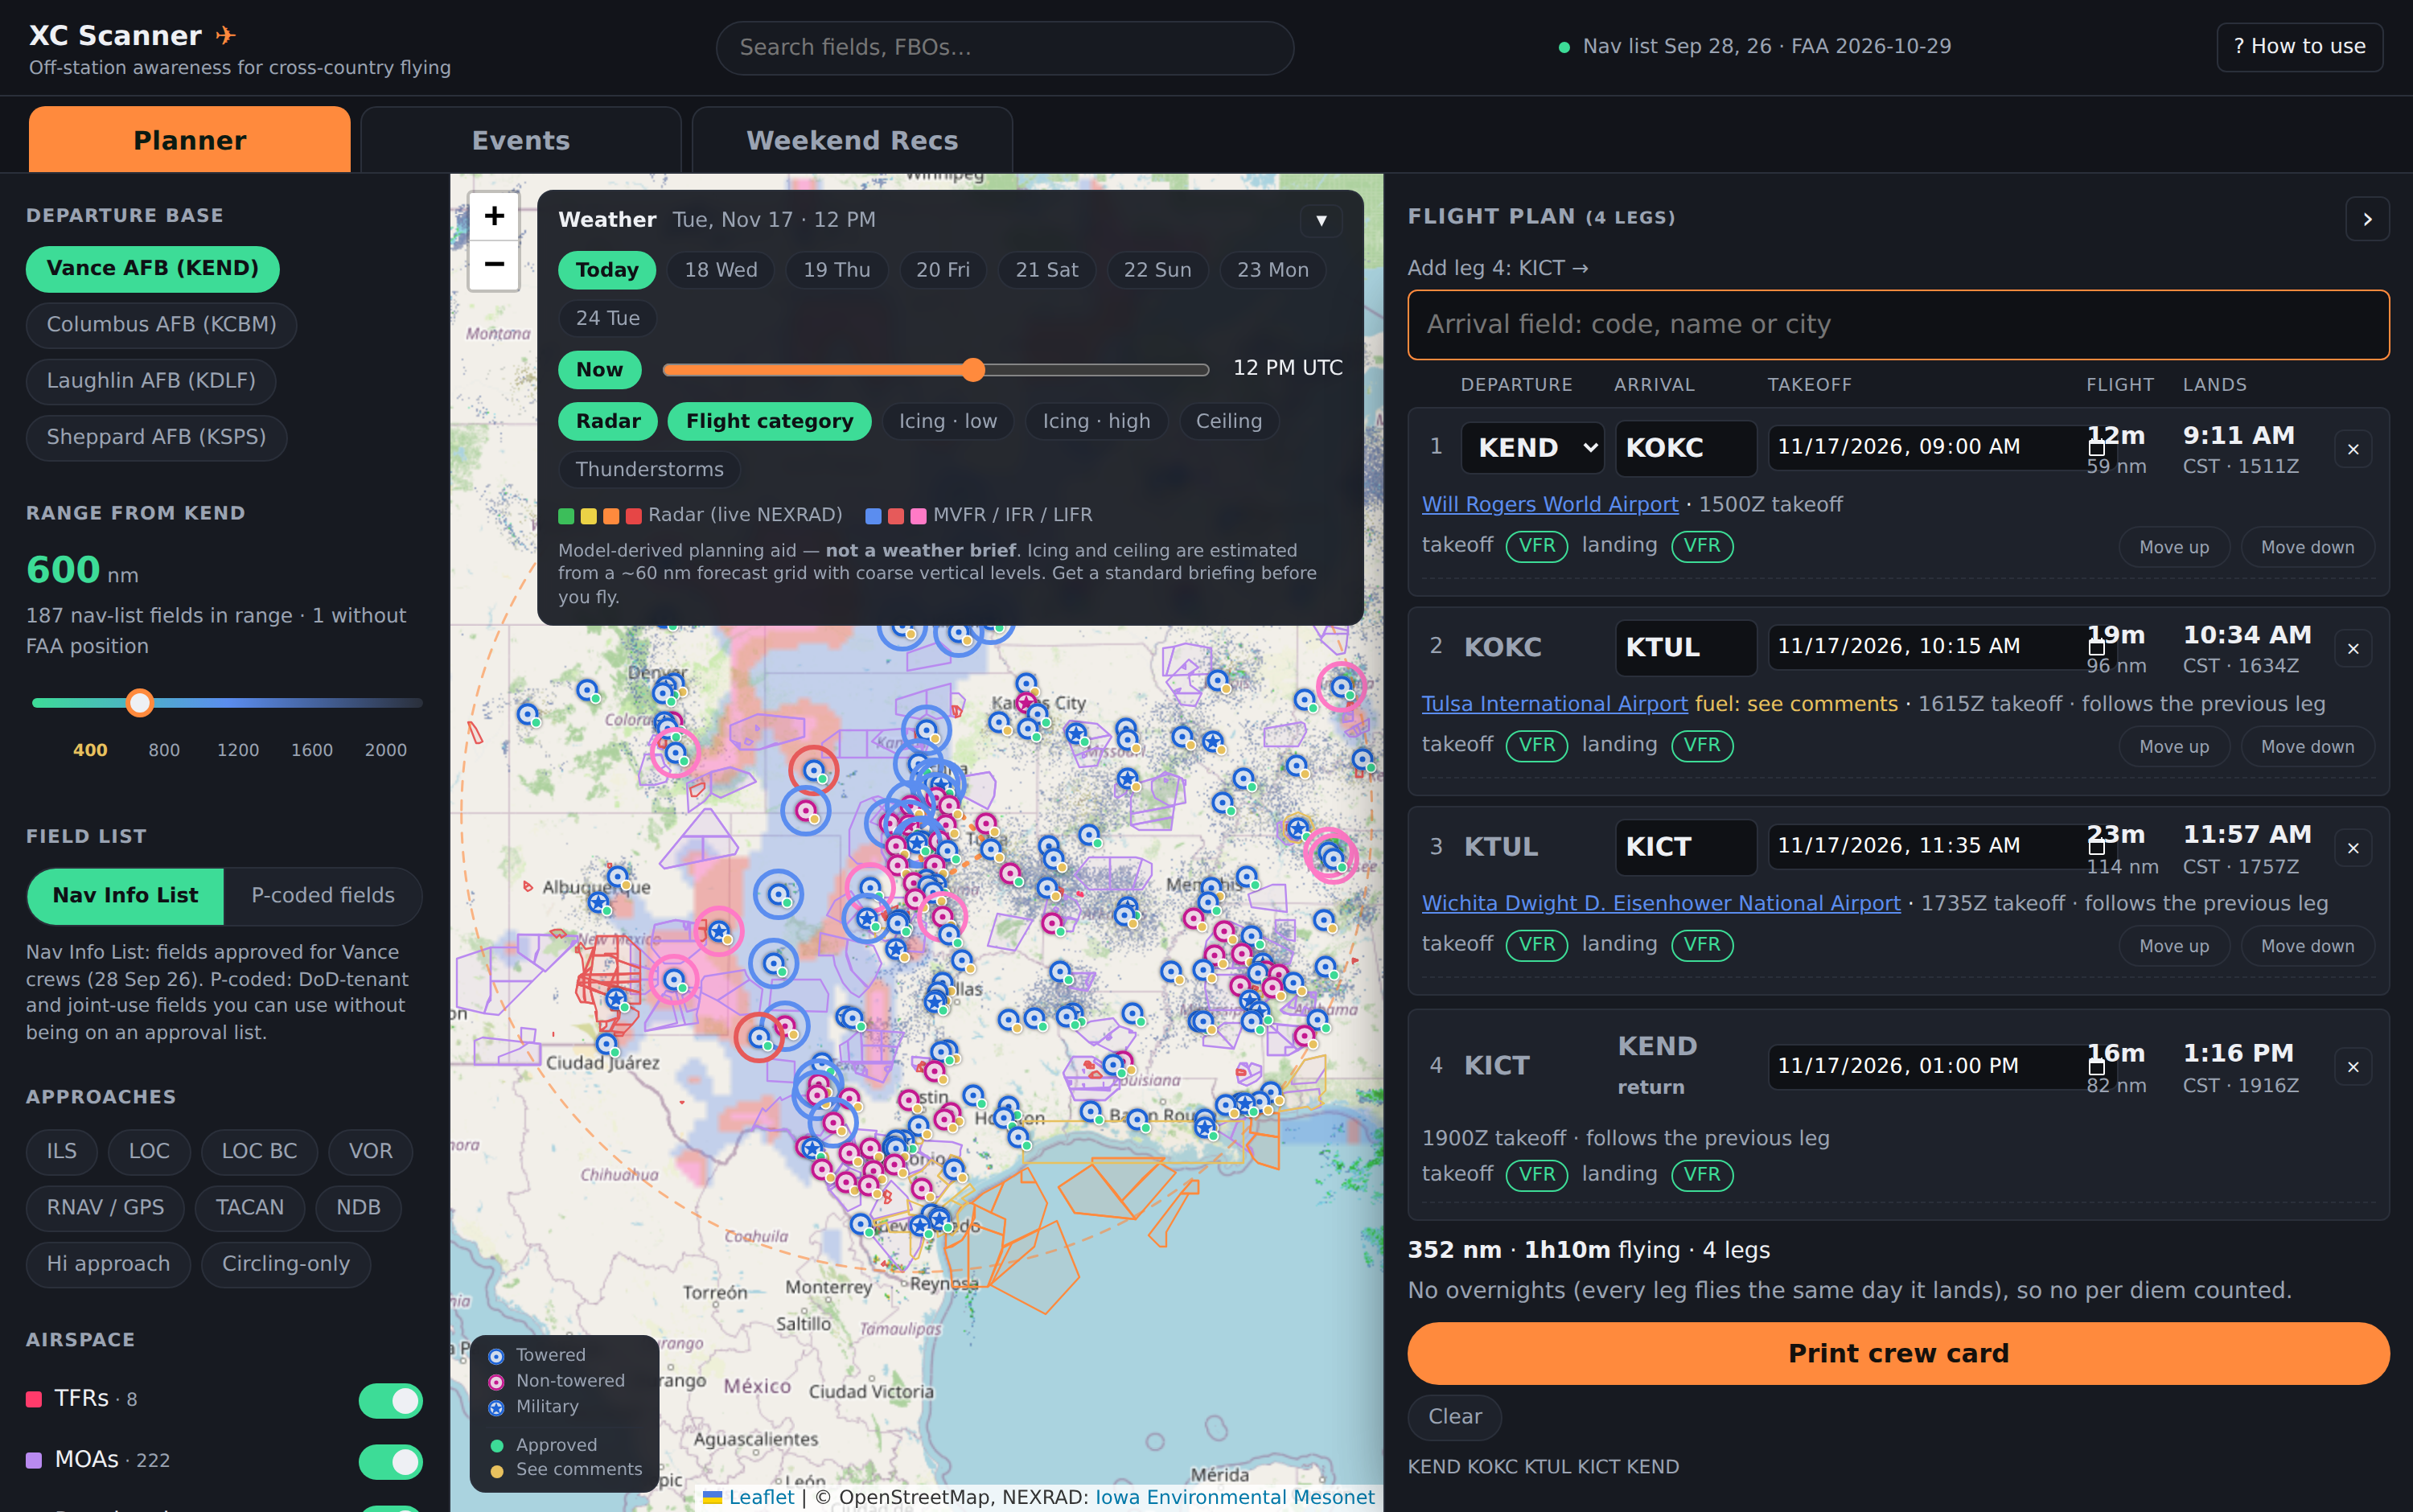 XC Scanner ✈
Off-station awareness for cross-country flying
Search fields, FBOs…
Nav list Sep 28, 26 · FAA 2026-10-29
? How to use
Planner
Events
Weekend Recs
DEPARTURE BASE
Vance AFB (KEND)
Columbus AFB (KCBM)
Laughlin AFB (KDLF)
Sheppard AFB (KSPS)
RANGE FROM KEND
600 nm
187 nav-list fields in range · 1 without
FAA position
400 800 1200 1600 2000
FIELD LIST
Nav Info List P-coded fields
Nav Info List: fields approved for Vance
crews (28 Sep 26). P-coded: DoD-tenant
and joint-use fields you can use without
being on an approval list.
APPROACHES
ILS LOC LOC BC VOR
RNAV / GPS TACAN NDB
Hi approach Circling-only
AIRSPACE
TFRs · 8
MOAs · 222
+
−
Weather Tue, Nov 17 · 12 PM ▼
Today 18 Wed 19 Thu 20 Fri 21 Sat 22 Sun 23 Mon
24 Tue
Now 12 PM UTC
Radar Flight category Icing · low Icing · high Ceiling
Thunderstorms
Radar (live NEXRAD) MVFR / IFR / LIFR
Model-derived planning aid — not a weather brief. Icing and ceiling are estimated
from a ~60 nm forecast grid with coarse vertical levels. Get a standard briefing before
you fly.
Montana
Denver
Albuquerque
New Mexico
Ciudad Juárez
Chihuahua
Coahuila
Torreón
Monterrey
Reynosa
Saltillo
Tamaulipas
México
Ciudad Victoria
Aguascalientes
León
Mérida
Towered
Non-towered
Military
Approved
See comments
Leaflet | © OpenStreetMap, NEXRAD: Iowa Environmental Mesonet
FLIGHT PLAN (4 LEGS) ›
Add leg 4: KICT →
Arrival field: code, name or city
DEPARTURE ARRIVAL TAKEOFF FLIGHT LANDS
1 KEND KOKC 11/17/2026, 09:00 AM 12m 9:11 AM ×
59 nm CST · 1511Z
Will Rogers World Airport · 1500Z takeoff
takeoff VFR landing VFR Move up Move down
2 KOKC KTUL 11/17/2026, 10:15 AM 19m 10:34 AM ×
96 nm CST · 1634Z
Tulsa International Airport fuel: see comments · 1615Z takeoff · follows the previous leg
takeoff VFR landing VFR Move up Move down
3 KTUL KICT 11/17/2026, 11:35 AM 23m 11:57 AM ×
114 nm CST · 1757Z
Wichita Dwight D. Eisenhower National Airport · 1735Z takeoff · follows the previous leg
takeoff VFR landing VFR Move up Move down
4 KICT KEND return 11/17/2026, 01:00 PM 16m 1:16 PM ×
82 nm CST · 1916Z
1900Z takeoff · follows the previous leg
takeoff VFR landing VFR
352 nm · 1h10m flying · 4 legs
No overnights (every leg flies the same day it lands), so no per diem counted.
Print crew card
Clear
KEND KOKC KTUL KICT KEND